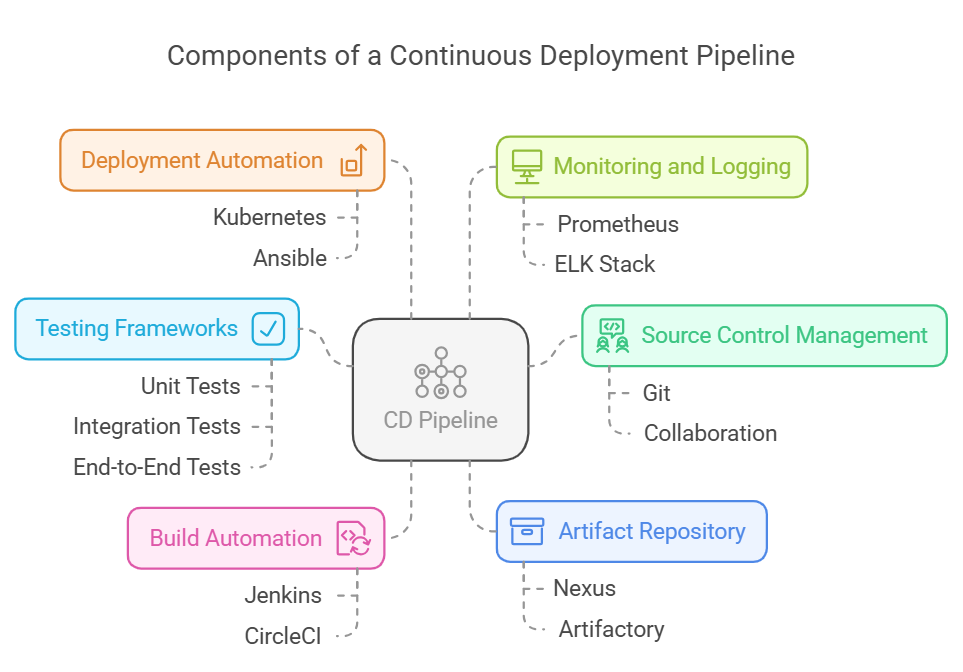 Components of a Continuous Deployment Pipeline
Deployment Automation
Kubernetes
Ansible
Monitoring and Logging
Prometheus
ELK Stack
Testing Frameworks
Unit Tests
Integration Tests
End-to-End Tests
CD Pipeline
Source Control Management
Git
Collaboration
Build Automation
Jenkins
CircleCI
Artifact Repository
Nexus
Artifactory